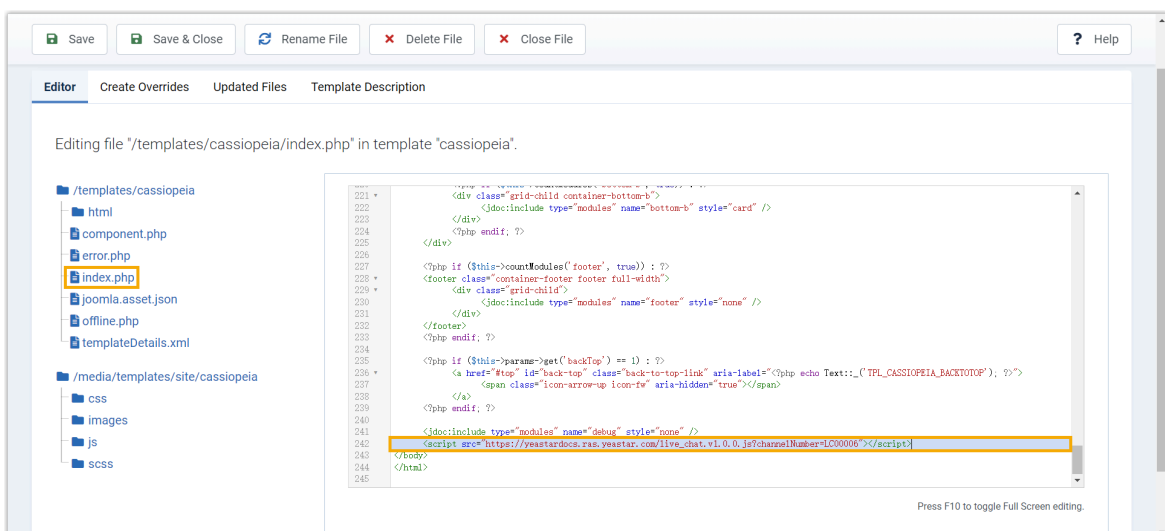 Save
Save & Close
Rename File
Delete File
Close File
? Help
Editor
Create Overrides
Updated Files
Template Description
Editing file "/templates/cassiopeia/index.php" in template "cassiopeia".
/templates/cassiopeia
html
component.php
error.php
index.php
joomla.asset.json
offline.php
templateDetails.xml
/media/templates/site/cassiopeia
css
images
js
scss
221 <div class="grid-child container-bottom-b">
222 <jdoc:include type="modules" name="bottom-b" style="card" />
223 </div>
224 <?php endif; ?>
225 </div>
226
227 <?php if ($this->countModules('footer', true)) : ?>
228 <footer class="container-footer footer full-width">
229 <div class="grid-child">
230 <jdoc:include type="modules" name="footer" style="none" />
231 </div>
232 </footer>
233 <?php endif; ?>
234
235 <?php if ($this->params->get('backTop') == 1) : ?>
236 <a href="#top" id="back-top" class="back-to-top-link" aria-label="<?php echo Text::_('TPL_CASSIOPEIA_BACKTOTOP'); ?>">
237 <span class="icon-arrow-up icon-fw" aria-hidden="true"></span>
238 </a>
239 <?php endif; ?>
240
241 <jdoc:include type="modules" name="debug" style="none" />
242 <script src="https://yeastardocs.ras.yeastar.com/live_chat.v1.0.0.js?channelNumber=LC00006"></script>
243 </body>
244 </html>
245
Press F10 to toggle Full Screen editing.